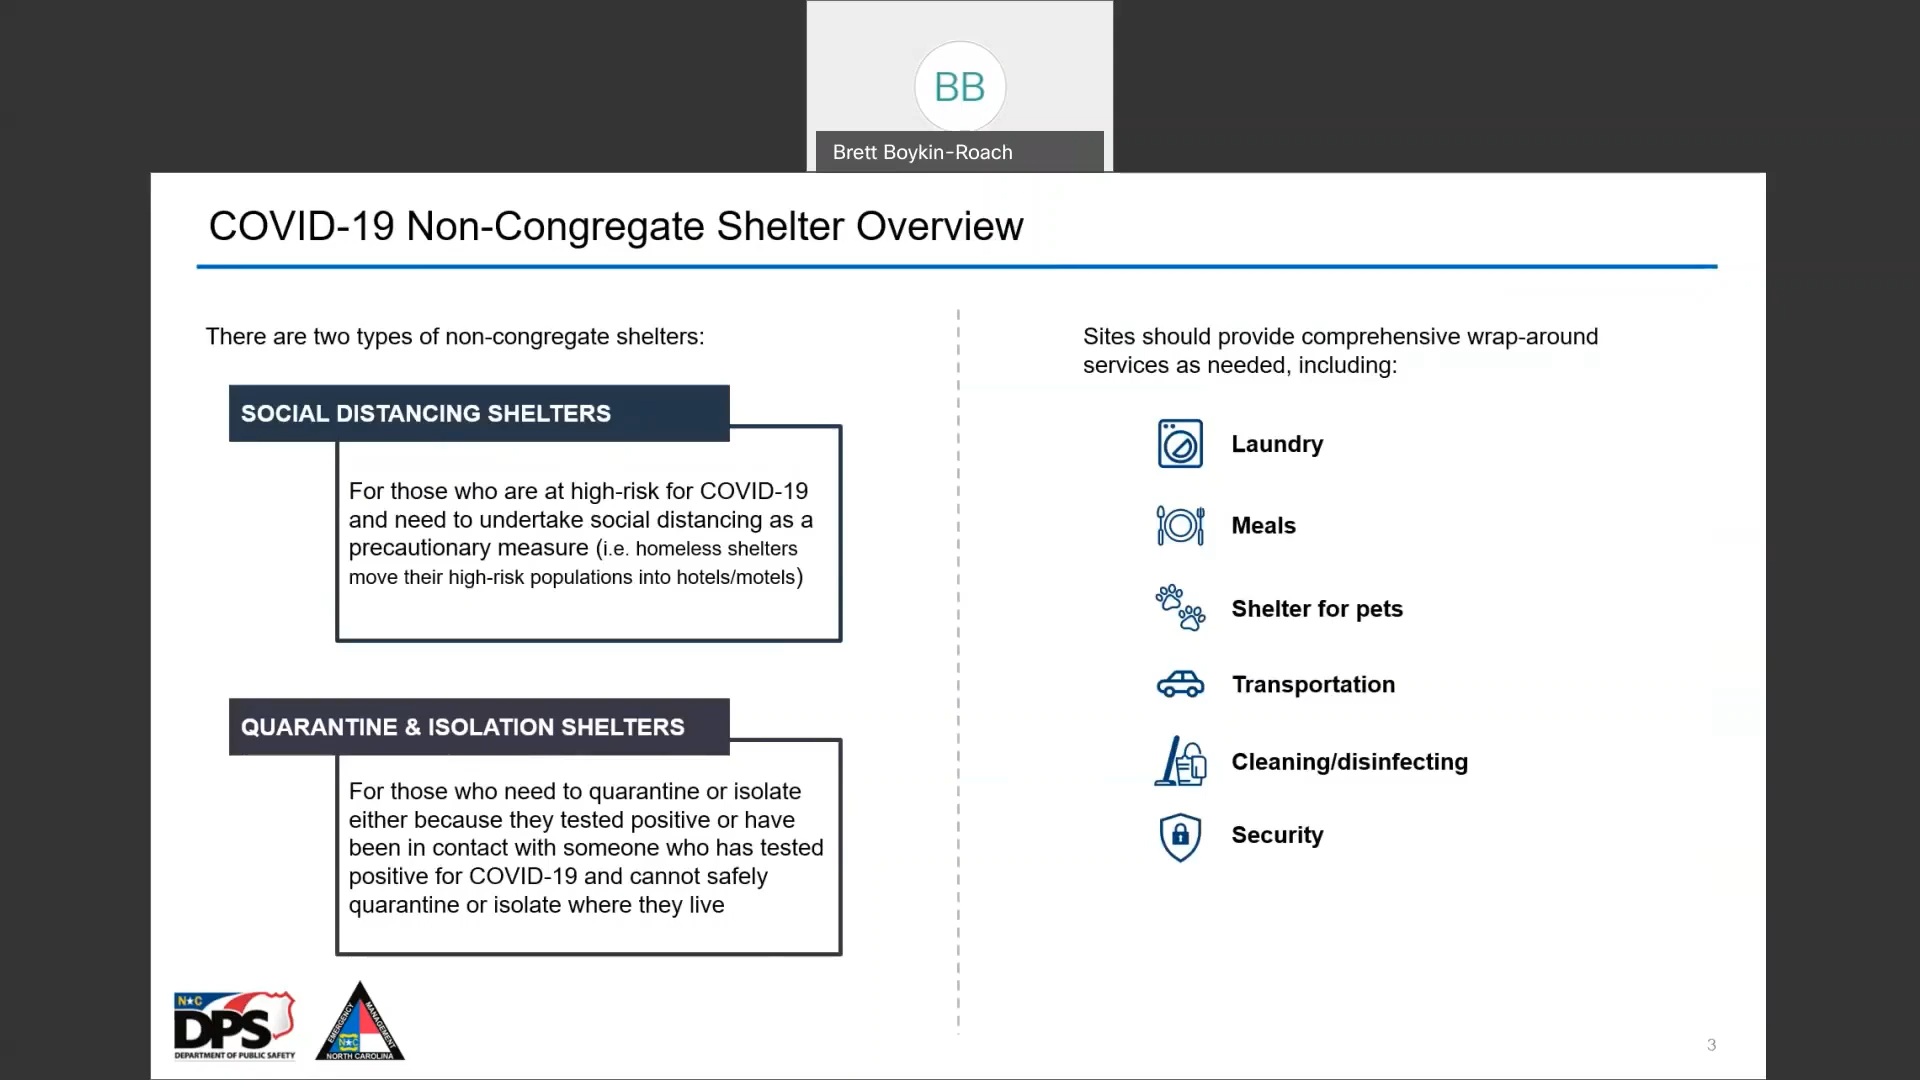 BB
Brett Boykin-Roach
COVID-19 Non-Congregate Shelter Overview
There are two types of non-congregate shelters:
SOCIAL DISTANCING SHELTERS
For those who are at high-risk for COVID-19
and need to undertake social distancing as a
precautionary measure (i.e. homeless shelters
move their high-risk populations into hotels/motels)
QUARANTINE & ISOLATION SHELTERS
For those who need to quarantine or isolate
either because they tested positive or have
been in contact with someone who has tested
positive for COVID-19 and cannot safely
quarantine or isolate where they live
Sites should provide comprehensive wrap-around
services as needed, including:
Laundry
Meals
Shelter for pets
Transportation
Cleaning/disinfecting
Security
N★C
DPS
DEPARTMENT OF PUBLIC SAFETY
EMERGENCY
MANAGEMENT
N★C
NORTH CAROLINA
3